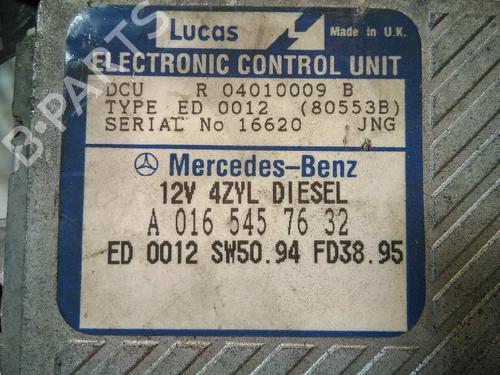 Lucas
Made in U.K.
ELECTRONIC CONTROL UNIT
DCU R 04010009 B
TYPE ED 0012 (80553B)
SERIAL No 16620 JNG
Mercedes-Benz
12V 4ZYL DIESEL
A 016 545 76 32
ED 0012 SW50.94 FD38.95
B-PARTS